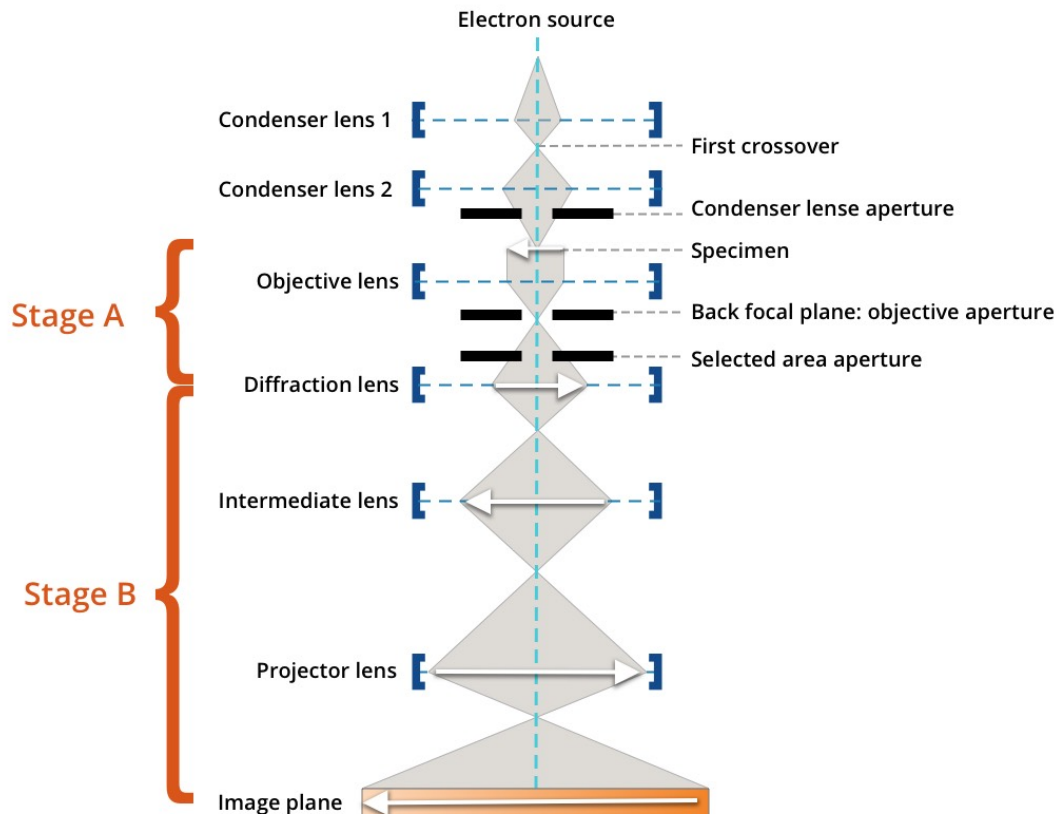 Electron source
Condenser lens 1
First crossover
Condenser lens 2
Condenser lense aperture
Specimen
Objective lens
Stage A
Back focal plane: objective aperture
Selected area aperture
Diffraction lens
Intermediate lens
Stage B
Projector lens
Image plane